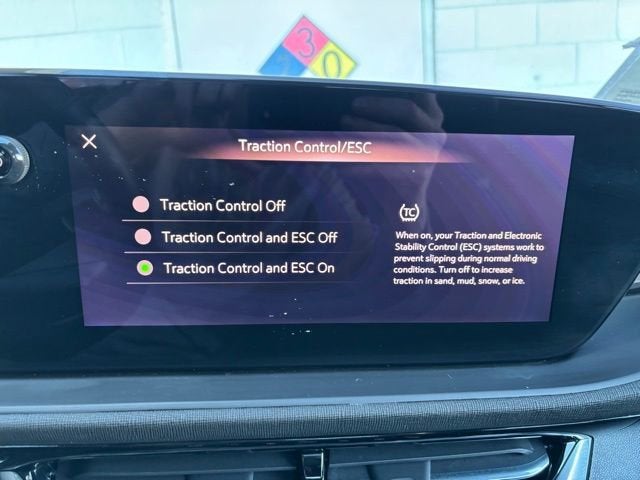 3
0
Traction Control/ESC
Traction Control Off
Traction Control and ESC Off
Traction Control and ESC On
TC
When on, your Traction and Electronic
Stability Control (ESC) systems work to
prevent slipping during normal driving
conditions. Turn off to increase
traction in sand, mud, snow, or ice.